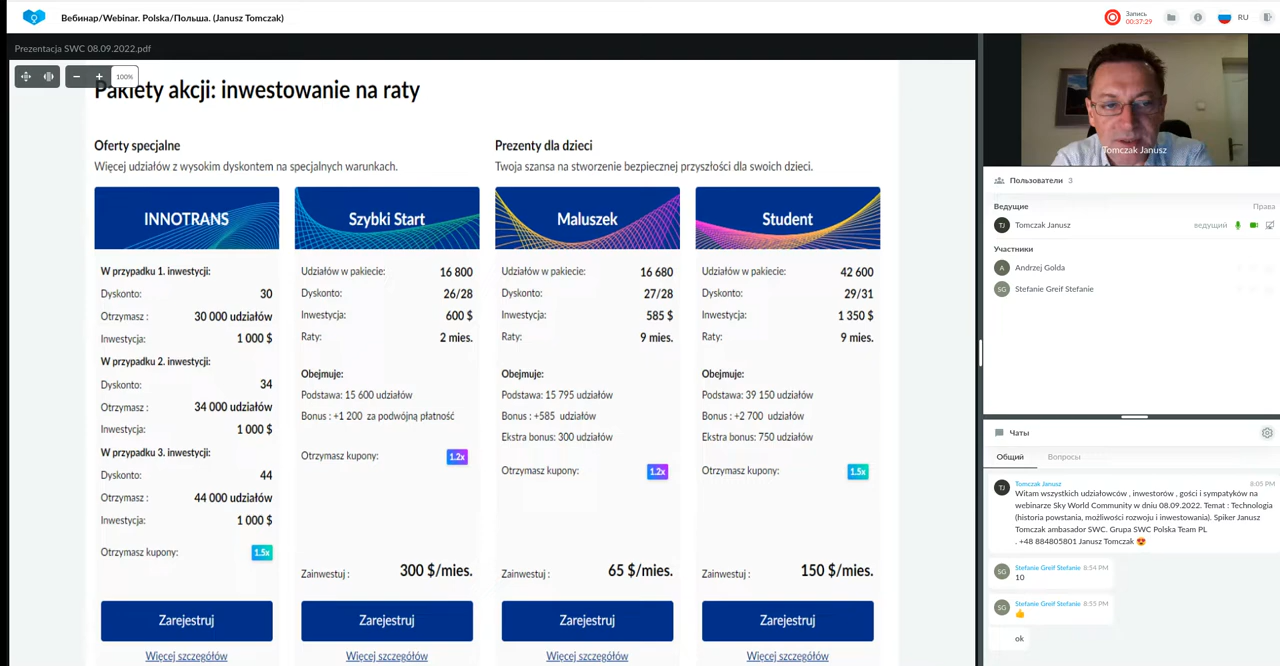 Вебинар/Webinar. Polska/Польша. (Janusz Tomczak)
Запись
00:37:29
RU
Prezentacja SWC 08.09.2022.pdf
100%
Pakiety akcji: inwestowanie na raty
Oferty specjalne
Więcej udziałów z wysokim dyskontem na specjalnych warunkach.
Prezenty dla dzieci
Twoja szansa na stworzenie bezpiecznej przyszłości dla swoich dzieci.
INNOTRANS
W przypadku 1. inwestycji:
Dyskonto: 30
Otrzymasz : 30 000 udziałów
Inwestycja: 1 000 $
W przypadku 2. inwestycji:
Dyskonto: 34
Otrzymasz : 34 000 udziałów
Inwestycja: 1 000 $
W przypadku 3. inwestycji:
Dyskonto: 44
Otrzymasz : 44 000 udziałów
Inwestycja: 1 000 $
Otrzymasz kupony: 1.5x
Zarejestruj
Więcej szczegółów
Szybki Start
Udziałów w pakiecie: 16 800
Dyskonto: 26/28
Inwestycja: 600 $
Raty: 2 mies.
Obejmuje:
Podstawa: 15 600 udziałów
Bonus : +1 200 za podwójną płatność
Otrzymasz kupony: 1.2x
Zainwestuj : 300 $/mies.
Zarejestruj
Więcej szczegółów
Maluszek
Udziałów w pakiecie: 16 680
Dyskonto: 27/28
Inwestycja: 585 $
Raty: 9 mies.
Obejmuje:
Podstawa: 15 795 udziałów
Bonus : +585 udziałów
Ekstra bonus: 300 udziałów
Otrzymasz kupony: 1.2x
Zainwestuj : 65 $/mies.
Zarejestruj
Więcej szczegółów
Student
Udziałów w pakiecie: 42 600
Dyskonto: 29/31
Inwestycja: 1 350 $
Raty: 9 mies.
Obejmuje:
Podstawa: 39 150 udziałów
Bonus : +2 700 udziałów
Ekstra bonus: 750 udziałów
Otrzymasz kupony: 1.5x
Zainwestuj : 150 $/mies.
Zarejestruj
Więcej szczegółów
Tomczak Janusz
Пользователи 3
Ведущие Права
TJ Tomczak Janusz ведущий
Участники
A Andrzej Golda
SG Stefanie Greif Stefanie
Чаты
Общий Вопросы
TJ Tomczak Janusz 8:05 PM
Witam wszystkich udziałowców , inwestorów , gości i sympatyków na
webinarze Sky World Community w dniu 08.09.2022. Temat : Technologia
(historia powstania, możliwości rozwoju i inwestowania). Spiker Janusz
Tomczak ambasador SWC. Grupa SWC Polska Team PL
. +48 884805801 Janusz Tomczak 😍
SG Stefanie Greif Stefanie 8:54 PM
10
SG Stefanie Greif Stefanie 8:55 PM
👍
ok